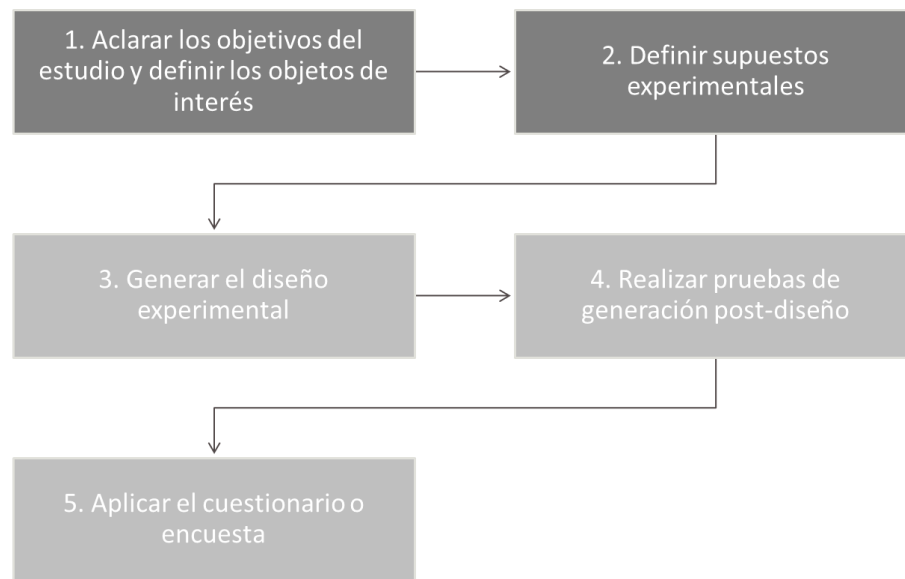 1. Aclarar los objetivos del
estudio y definir los objetos de
interés
2. Definir supuestos
experimentales
3. Generar el diseño
experimental
4. Realizar pruebas de
generación post-diseño
5. Aplicar el cuestionario o
encuesta